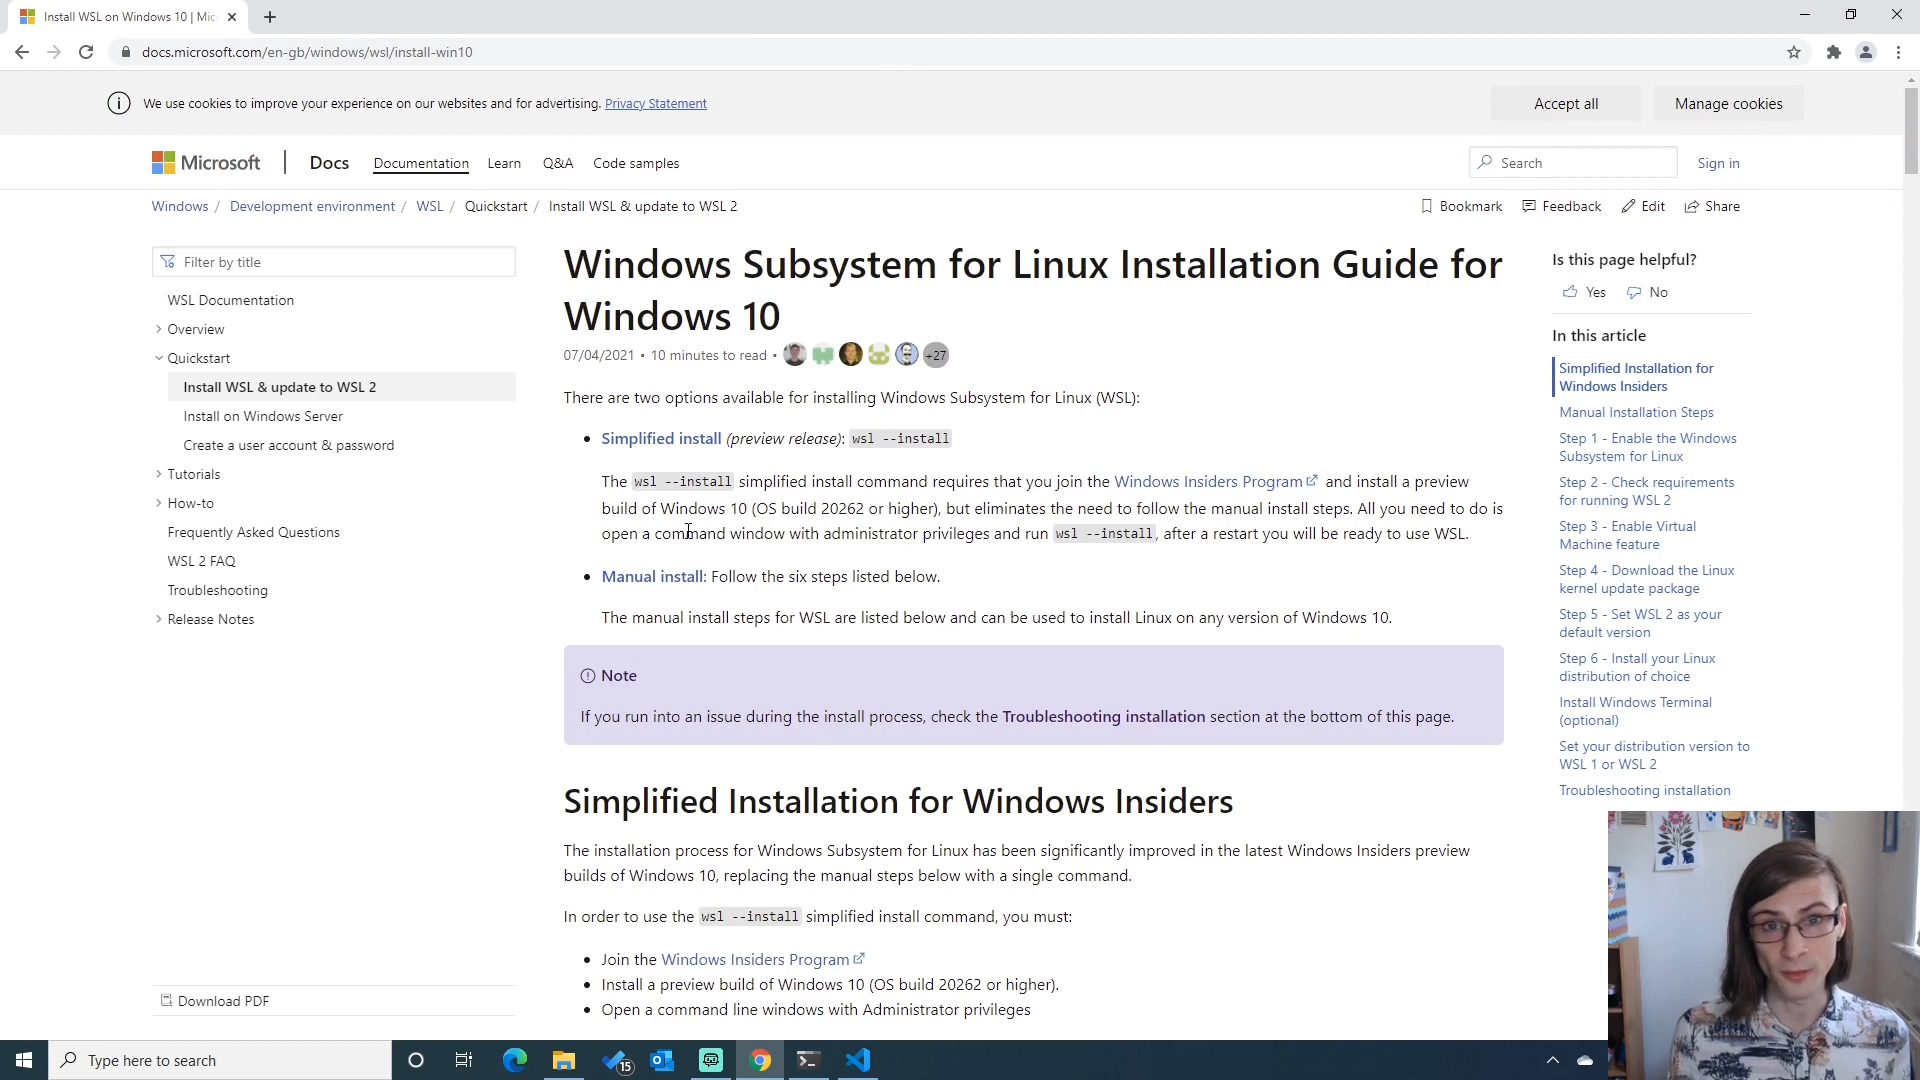 Install WSL on Windows 10 | Mic
docs.microsoft.com/en-gb/windows/wsl/install-win10
We use cookies to improve your experience on our websites and for advertising. Privacy Statement
Accept all
Manage cookies
Microsoft
Docs
Documentation
Learn
Q&A
Code samples
Search
Sign in
Windows / Development environment / WSL / Quickstart / Install WSL & update to WSL 2
Bookmark
Feedback
Edit
Share
Filter by title
WSL Documentation
Overview
Quickstart
Install WSL & update to WSL 2
Install on Windows Server
Create a user account & password
Tutorials
How-to
Frequently Asked Questions
WSL 2 FAQ
Troubleshooting
Release Notes
Download PDF
Windows Subsystem for Linux Installation Guide for
Windows 10
07/04/2021 • 10 minutes to read •
+27
There are two options available for installing Windows Subsystem for Linux (WSL):
• Simplified install (preview release): wsl --install
The wsl --install simplified install command requires that you join the Windows Insiders Program and install a preview
build of Windows 10 (OS build 20262 or higher), but eliminates the need to follow the manual install steps. All you need to do is
open a command window with administrator privileges and run wsl --install, after a restart you will be ready to use WSL.
• Manual install: Follow the six steps listed below.
The manual install steps for WSL are listed below and can be used to install Linux on any version of Windows 10.
Note
If you run into an issue during the install process, check the Troubleshooting installation section at the bottom of this page.
Simplified Installation for Windows Insiders
The installation process for Windows Subsystem for Linux has been significantly improved in the latest Windows Insiders preview
builds of Windows 10, replacing the manual steps below with a single command.
In order to use the wsl --install simplified install command, you must:
• Join the Windows Insiders Program
• Install a preview build of Windows 10 (OS build 20262 or higher).
• Open a command line windows with Administrator privileges
Is this page helpful?
Yes
No
In this article
Simplified Installation for
Windows Insiders
Manual Installation Steps
Step 1 - Enable the Windows
Subsystem for Linux
Step 2 - Check requirements
for running WSL 2
Step 3 - Enable Virtual
Machine feature
Step 4 - Download the Linux
kernel update package
Step 5 - Set WSL 2 as your
default version
Step 6 - Install your Linux
distribution of choice
Install Windows Terminal
(optional)
Set your distribution version to
WSL 1 or WSL 2
Troubleshooting installation
Type here to search
15